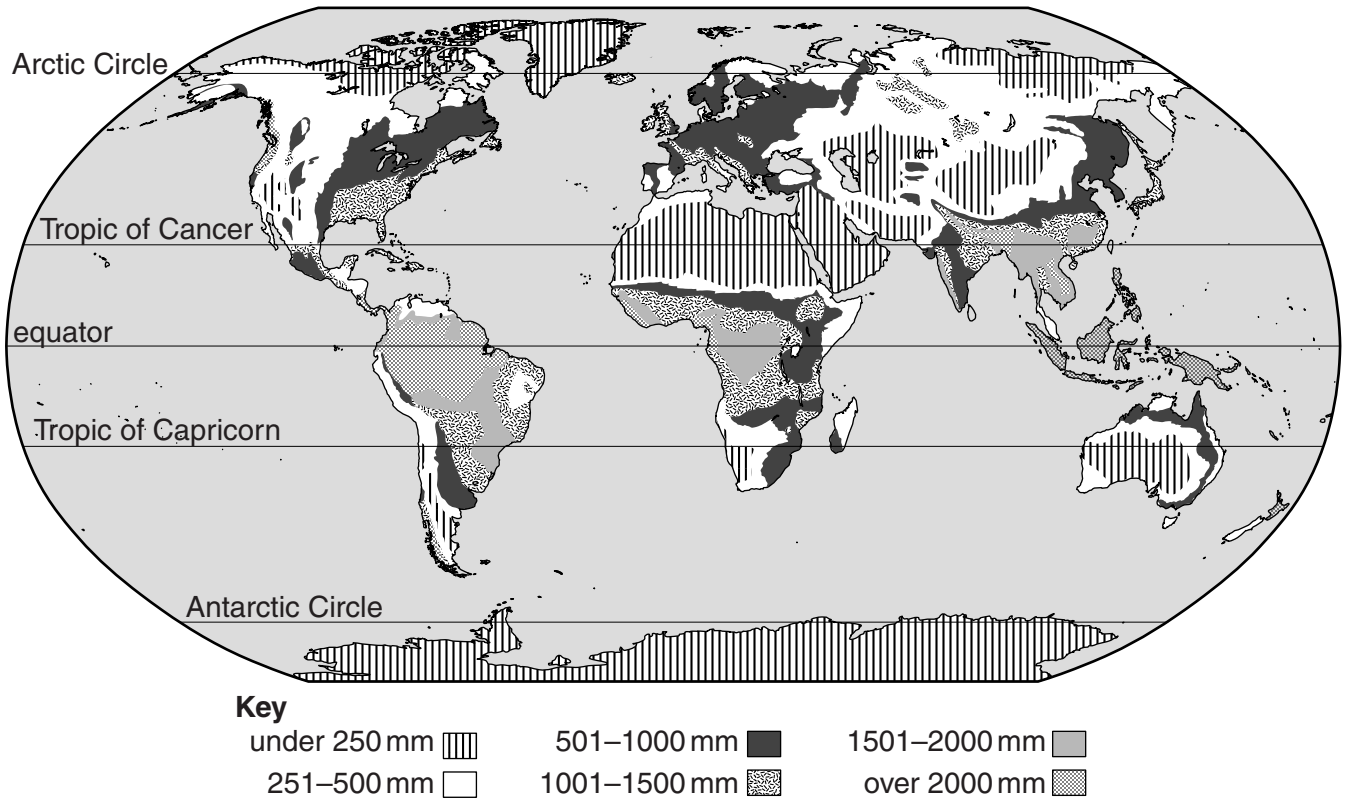 Arctic Circle
Tropic of Cancer
equator
Tropic of Capricorn
Antarctic Circle
Key
under 250 mm 501–1000 mm 1501–2000 mm
251–500 mm 1001–1500 mm over 2000 mm